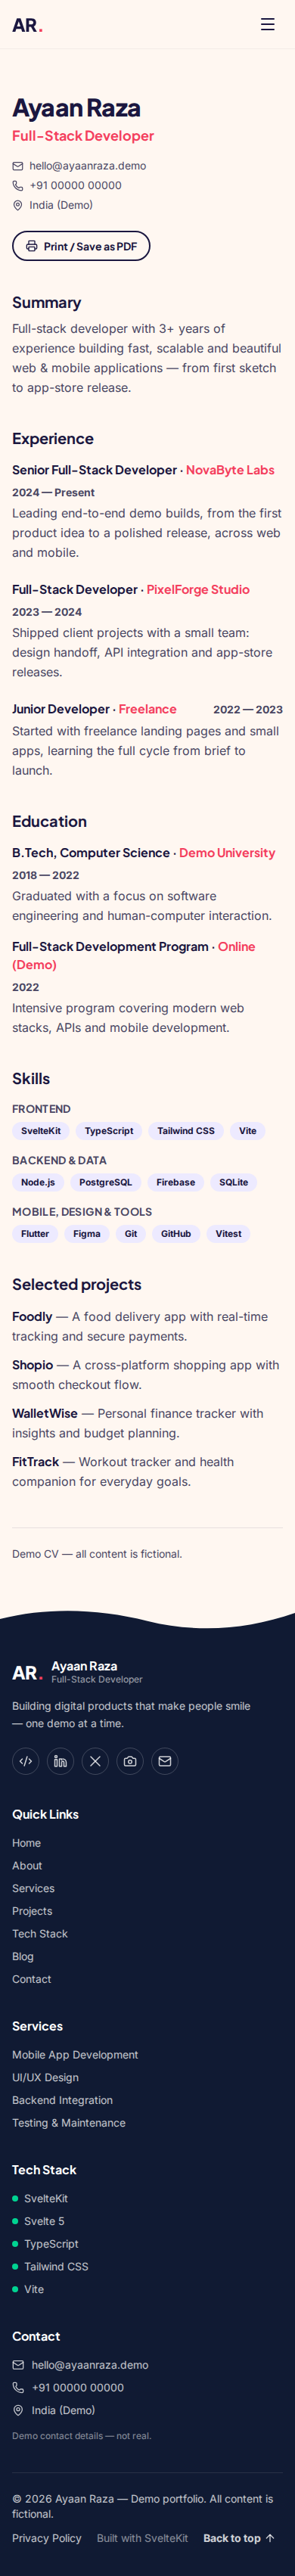 AR.
Ayaan Raza
Full-Stack Developer
hello@ayaanraza.demo
+91 00000 00000
India (Demo)
Print / Save as PDF
Summary
Full-stack developer with 3+ years of
experience building fast, scalable and beautiful
web & mobile applications — from first sketch
to app-store release.
Experience
Senior Full-Stack Developer · NovaByte Labs
2024 — Present
Leading end-to-end demo builds, from the first
product idea to a polished release, across web
and mobile.
Full-Stack Developer · PixelForge Studio
2023 — 2024
Shipped client projects with a small team:
design handoff, API integration and app-store
releases.
Junior Developer · Freelance 2022 — 2023
Started with freelance landing pages and small
apps, learning the full cycle from brief to
launch.
Education
B.Tech, Computer Science · Demo University
2018 — 2022
Graduated with a focus on software
engineering and human-computer interaction.
Full-Stack Development Program · Online
(Demo)
2022
Intensive program covering modern web
stacks, APIs and mobile development.
Skills
FRONTEND
SvelteKit TypeScript Tailwind CSS Vite
BACKEND & DATA
Node.js PostgreSQL Firebase SQLite
MOBILE, DESIGN & TOOLS
Flutter Figma Git GitHub Vitest
Selected projects
Foodly — A food delivery app with real-time
tracking and secure payments.
Shopio — A cross-platform shopping app with
smooth checkout flow.
WalletWise — Personal finance tracker with
insights and budget planning.
FitTrack — Workout tracker and health
companion for everyday goals.
Demo CV — all content is fictional.
AR. Ayaan Raza
Full-Stack Developer
Building digital products that make people smile
— one demo at a time.
Quick Links
Home
About
Services
Projects
Tech Stack
Blog
Contact
Services
Mobile App Development
UI/UX Design
Backend Integration
Testing & Maintenance
Tech Stack
SvelteKit
Svelte 5
TypeScript
Tailwind CSS
Vite
Contact
hello@ayaanraza.demo
+91 00000 00000
India (Demo)
Demo contact details — not real.
© 2026 Ayaan Raza — Demo portfolio. All content is
fictional.
Privacy Policy Built with SvelteKit Back to top ↑